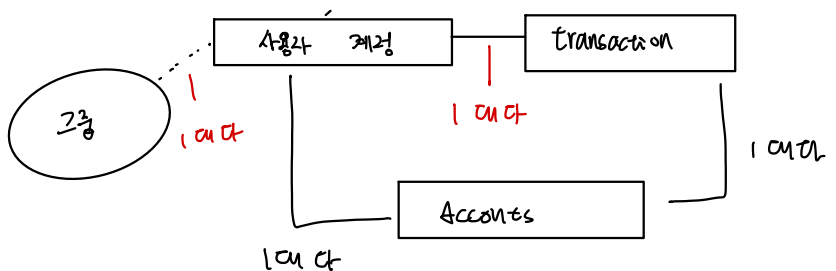 사용자 계정
transaction
그룹
1 대 다
1 대 다
1 대 다
Acconts
1 대 다